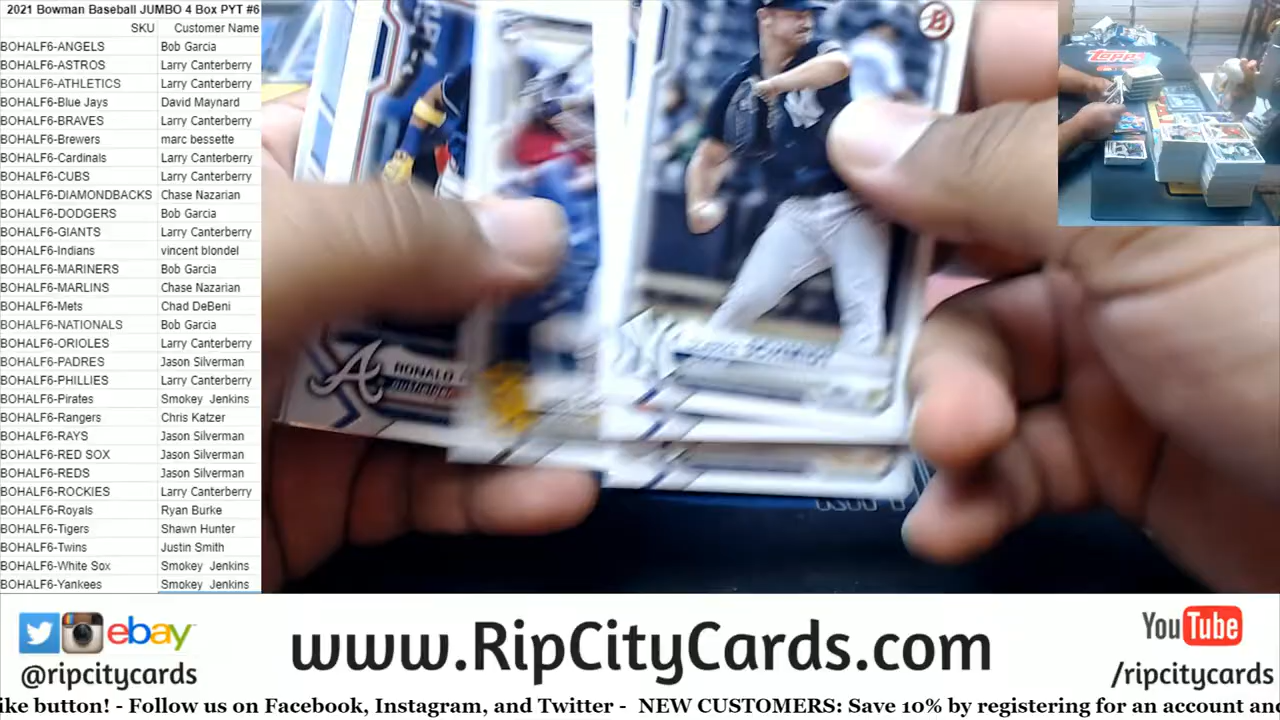 2021 Bowman Baseball JUMBO 4 Box PYT #6
SKU Customer Name
BOHALF6-ANGELS Bob Garcia
BOHALF6-ASTROS Larry Canterberry
BOHALF6-ATHLETICS Larry Canterberry
BOHALF6-Blue Jays David Maynard
BOHALF6-BRAVES Larry Canterberry
BOHALF6-Brewers marc bessette
BOHALF6-Cardinals Larry Canterberry
BOHALF6-CUBS Larry Canterberry
BOHALF6-DIAMONDBACKS Chase Nazarian
BOHALF6-DODGERS Bob Garcia
BOHALF6-GIANTS Larry Canterberry
BOHALF6-Indians vincent blondel
BOHALF6-MARINERS Bob Garcia
BOHALF6-MARLINS Chase Nazarian
BOHALF6-Mets Chad DeBeni
BOHALF6-NATIONALS Bob Garcia
BOHALF6-ORIOLES Larry Canterberry
BOHALF6-PADRES Jason Silverman
BOHALF6-PHILLIES Larry Canterberry
BOHALF6-Pirates Smokey Jenkins
BOHALF6-Rangers Chris Katzer
BOHALF6-RAYS Jason Silverman
BOHALF6-RED SOX Jason Silverman
BOHALF6-REDS Jason Silverman
BOHALF6-ROCKIES Larry Canterberry
BOHALF6-Royals Ryan Burke
BOHALF6-Tigers Shawn Hunter
BOHALF6-Twins Justin Smith
BOHALF6-White Sox Smokey Jenkins
BOHALF6-Yankees Smokey Jenkins
B
Topps
A RONALD
outfielder
ebay
@ripcitycards
www.RipCityCards.com
YouTube
/ripcitycards
ike button! - Follow us on Facebook, Instagram, and Twitter - NEW CUSTOMERS: Save 10% by registering for an account and